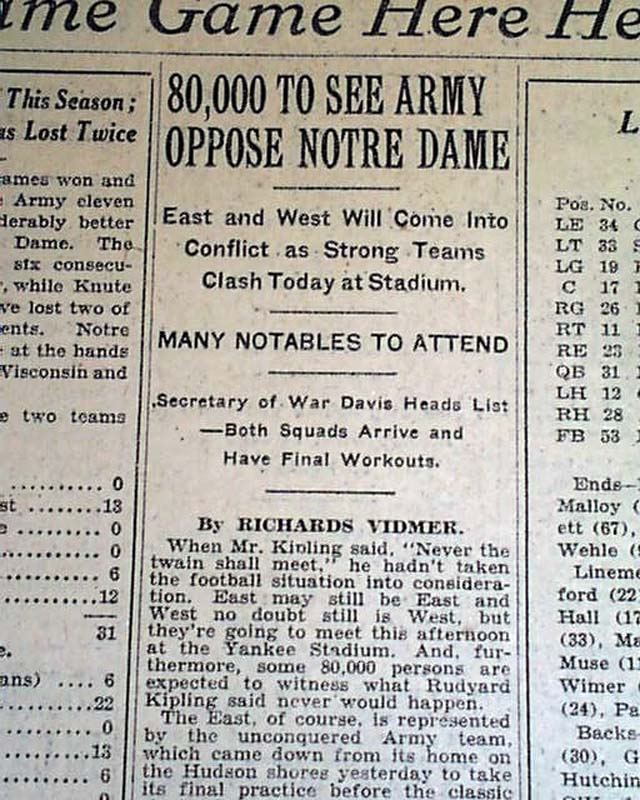 Game Here
This Season;
Lost Twice
games won and
Army eleven
better
Dame. The
six consecu-
while Knute
lost two of
Notre
at the hands
Wisconsin and
two teams
.......... 0
........13
......... 0
.......... 0
........... 6
...........12
31
.... 6
.........22
.......... 0
..........13
.......... 6
0
80,000 TO SEE ARMY
OPPOSE NOTRE DAME
East and West Will Come Into
Conflict as Strong Teams
Clash Today at Stadium.
MANY NOTABLES TO ATTEND
Secretary of War Davis Heads List
—Both Squads Arrive and
Have Final Workouts.
By RICHARDS VIDMER.
When Mr. Kipling said, "Never the
twain shall meet," he hadn't taken
the football situation into considera-
tion. East may still be East and
West no doubt still is West, but
they're going to meet this afternoon
at the Yankee Stadium. And, fur-
thermore, some 80,000 persons are
expected to witness what Rudyard
Kipling said never would happen.
The East, of course, is represented
by the unconquered Army team,
which came down from its home on
the Hudson shores yesterday to take
its final practice before the classic
L
Pos. No.
LE 34
LT 33
LG 19
C 17
RG 26
RT 11
RE 23
QB 31
LH 12
RH 28
FB 53
Ends—
Malloy (
ett (67),
Wehle (
Lineme
ford (22
Hall (17
(33), Ma
Muse (11
Wimer
(24), Pa
Backs—
(30), G
Hutchin